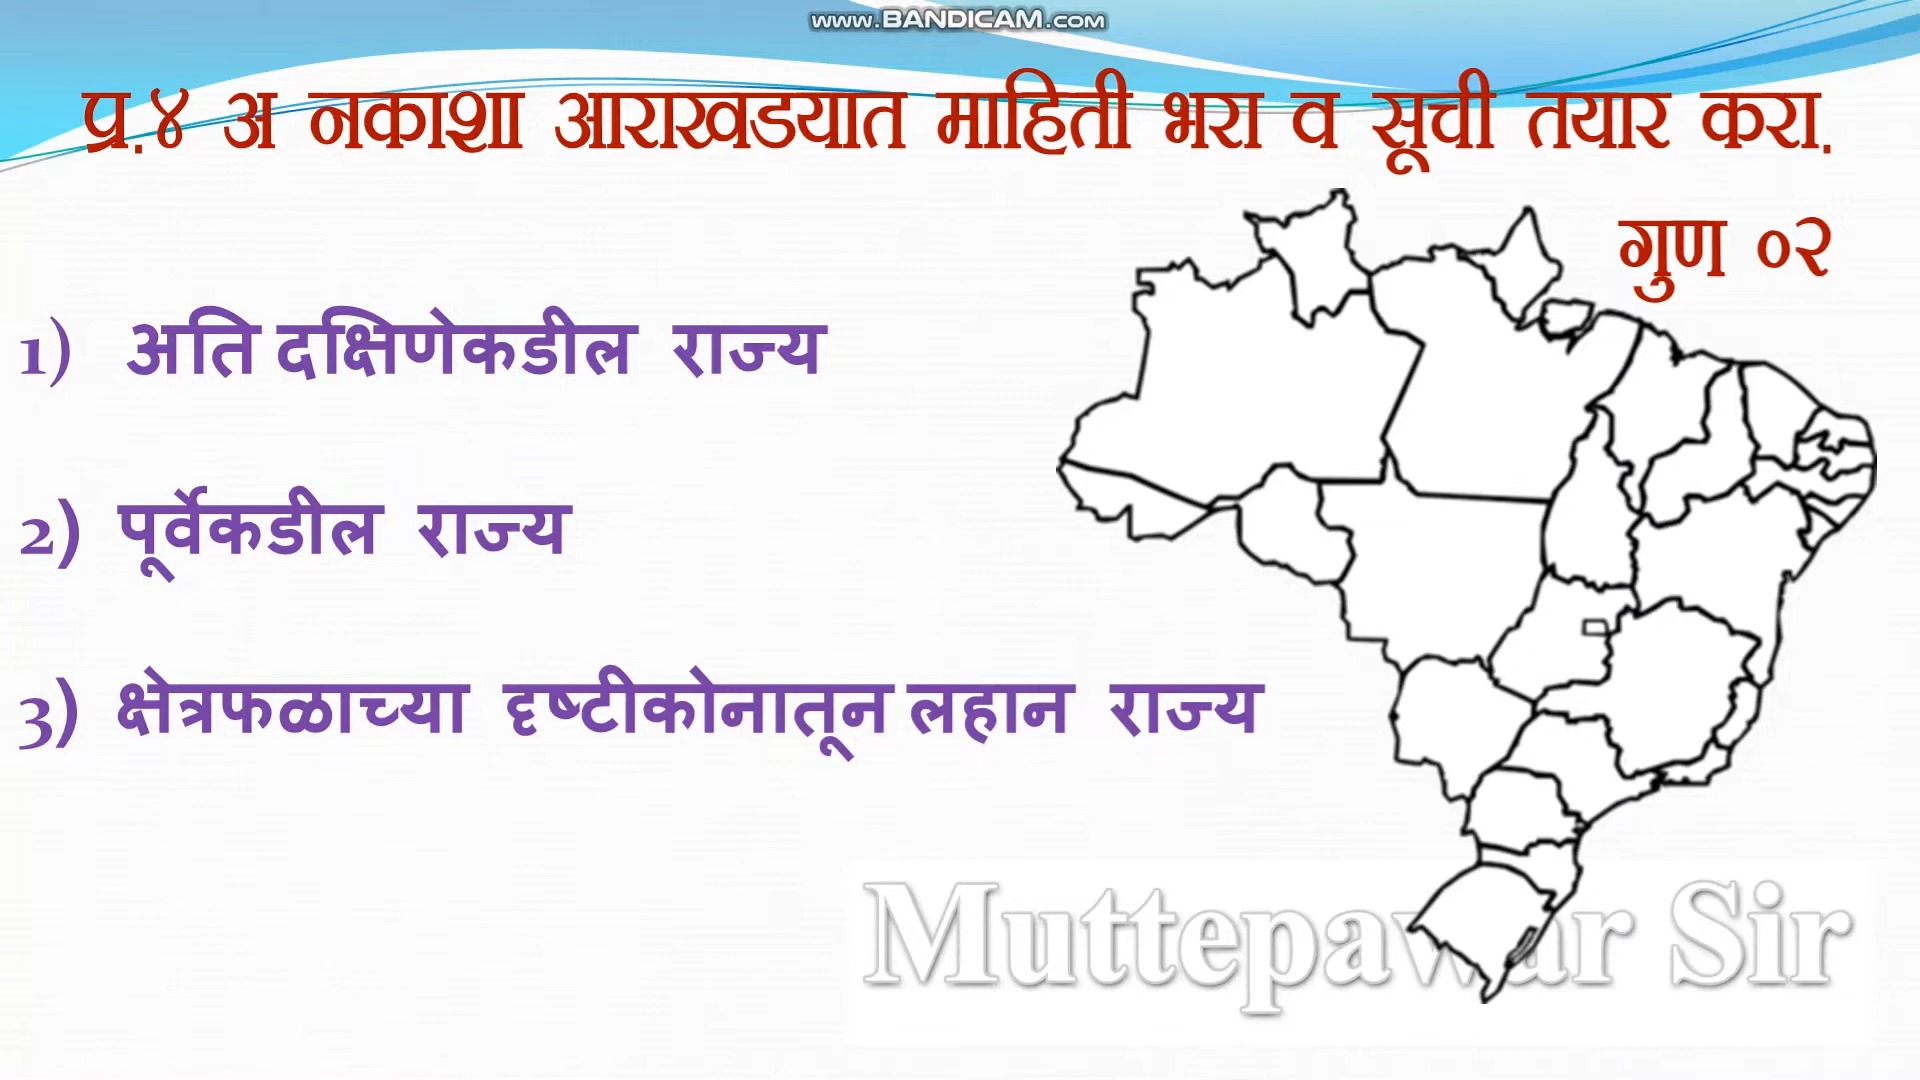 www.BANDICAM.com
प्र.४ अ नकाशा आराखडयात माहिती भरा व सूची तयार करा.
गुण ०२
1) अति दक्षिणेकडील राज्य
2) पूर्वेकडील राज्य
3) क्षेत्रफळाच्या दृष्टीकोनातून लहान राज्य
Muttepawar Sir